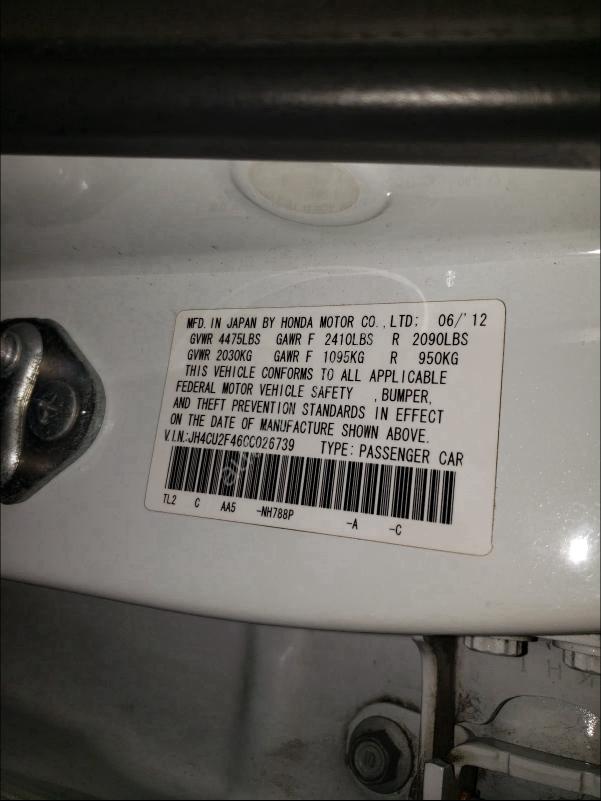 MFD. IN JAPAN BY HONDA MOTOR CO.,LTD: 06/'12
GVWR 4475LBS GAWR F 2410LBS R 2090LBS
GVWR 2030KG GAWR F 1095KG R 950KG
THIS VEHICLE CONFORMS TO ALL APPLICABLE
FEDERAL MOTOR VEHICLE SAFETY ,BUMPER,
AND THEFT PREVENTION STANDARDS IN EFFECT
ON THE DATE OF MANUFACTURE SHOWN ABOVE.
V.I.N.:JH4CU2F46CC026739 TYPE: PASSENGER CAR
TL2 C AA5 -NH788P -A -C